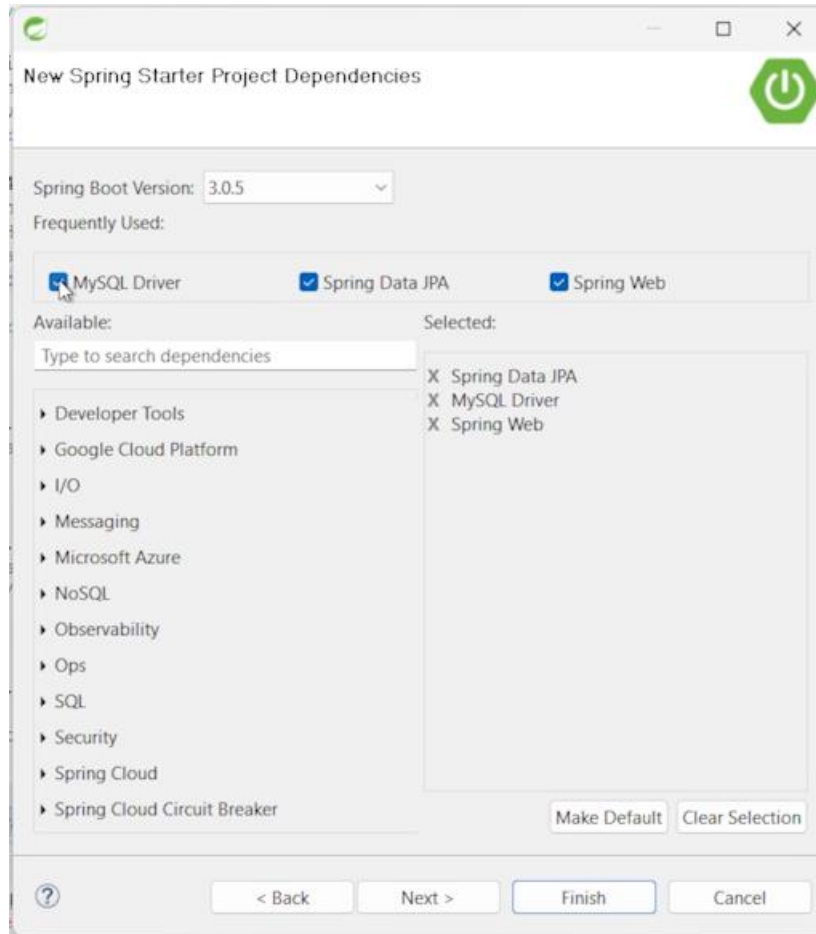 New Spring Starter Project Dependencies
Spring Boot Version: 3.0.5
Frequently Used:
MySQL Driver Spring Data JPA Spring Web
Available: Selected:
Type to search dependencies
X Spring Data JPA
X MySQL Driver
X Spring Web
Developer Tools
Google Cloud Platform
I/O
Messaging
Microsoft Azure
NoSQL
Observability
Ops
SQL
Security
Spring Cloud
Spring Cloud Circuit Breaker
Make Default Clear Selection
? < Back Next > Finish Cancel